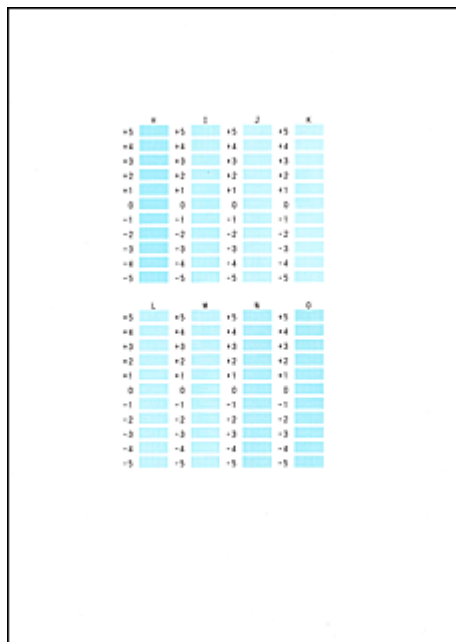 H I J K
+5 +5 +5 +5
+4 +4 +4 +4
+3 +3 +3 +3
+2 +2 +2 +2
+1 +1 +1 +1
0 0 0 0
-1 -1 -1 -1
-2 -2 -2 -2
-3 -3 -3 -3
-4 -4 -4 -4
-5 -5 -5 -5
L M N O
+5 +5 +5 +5
+4 +4 +4 +4
+3 +3 +3 +3
+2 +2 +2 +2
+1 +1 +1 +1
0 0 0 0
-1 -1 -1 -1
-2 -2 -2 -2
-3 -3 -3 -3
-4 -4 -4 -4
-5 -5 -5 -5